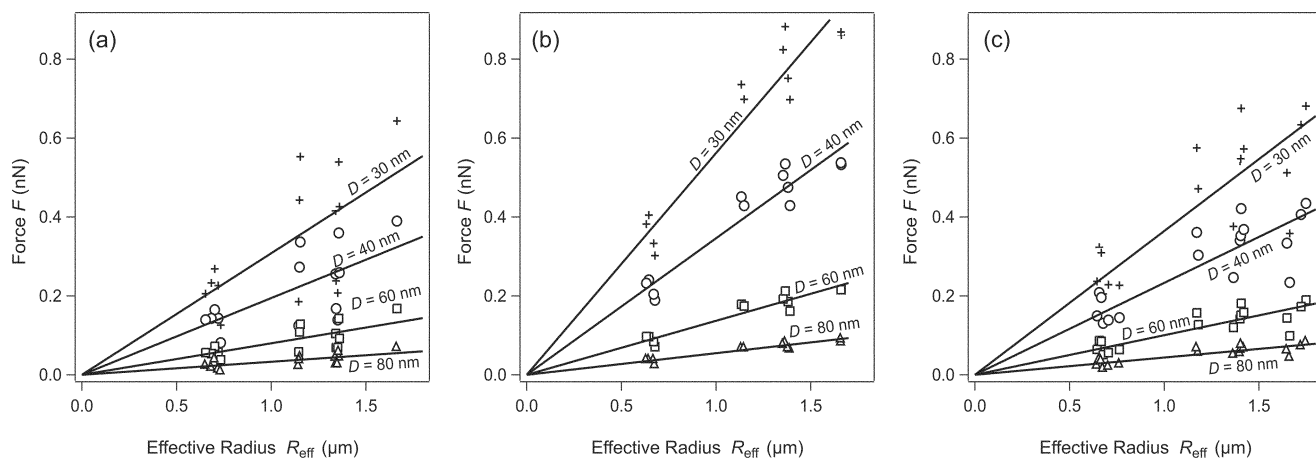 (a)
Force F (nN)
0.8
0.6
0.4
0.2
0.0
D = 30 nm
D = 40 nm
D = 60 nm
D = 80 nm
0.0 0.5 1.0 1.5
Effective Radius R_eff (μm)
(b)
Force F (nN)
0.8
0.6
0.4
0.2
0.0
D = 30 nm
D = 40 nm
D = 60 nm
D = 80 nm
0.0 0.5 1.0 1.5
Effective Radius R_eff (μm)
(c)
Force F (nN)
0.8
0.6
0.4
0.2
0.0
D = 30 nm
D = 40 nm
D = 60 nm
D = 80 nm
0.0 0.5 1.0 1.5
Effective Radius R_eff (μm)